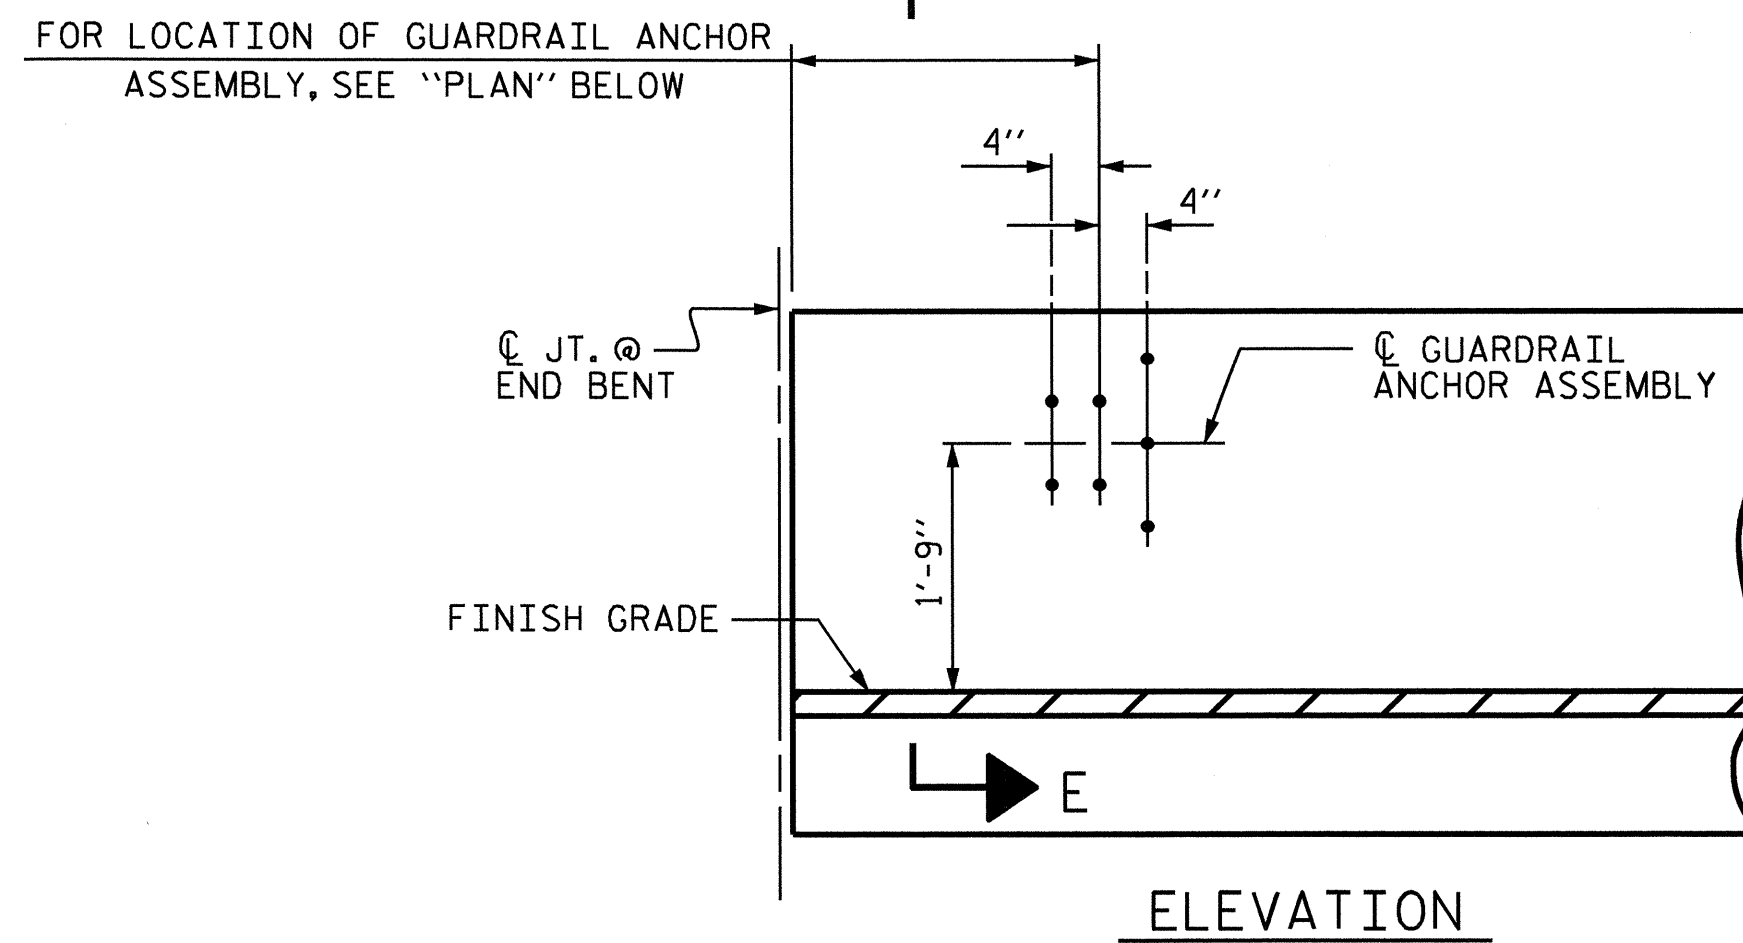 FOR LOCATION OF GUARDRAIL ANCHOR
ASSEMBLY, SEE "PLAN" BELOW
4"
4"
℄ JT. @
END BENT
℄ GUARDRAIL
ANCHOR ASSEMBLY
1'-9"
FINISH GRADE
E
ELEVATION